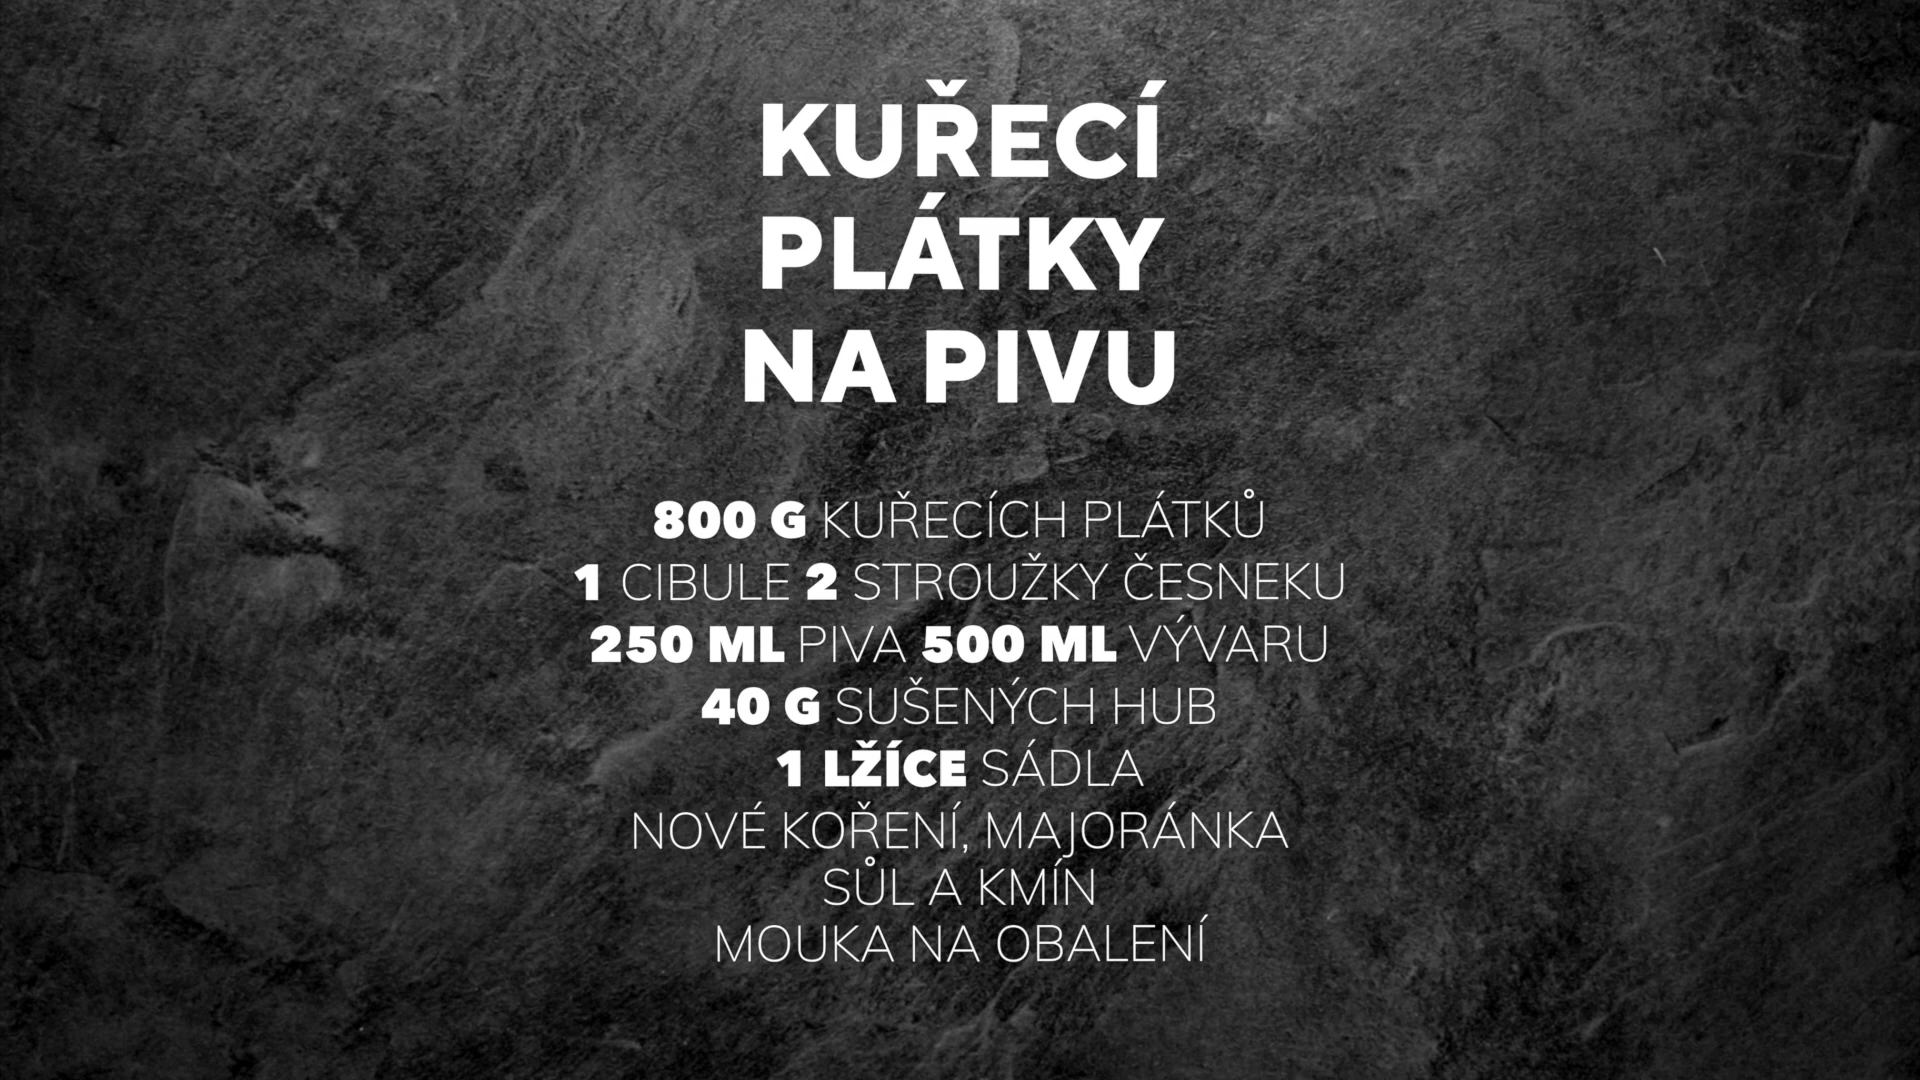 KUŘECÍ
PLÁTKY
NA PIVU
800 G KUŘECÍCH PLÁTKŮ
1 CIBULE 2 STROUŽKY ČESNEKU
250 ML PIVA 500 ML VÝVARU
40 G SUŠENÝCH HUB
1 LŽÍCE SÁDLA
NOVÉ KOŘENÍ, MAJORÁNKA
SŮL A KMÍN
MOUKA NA OBALENÍ